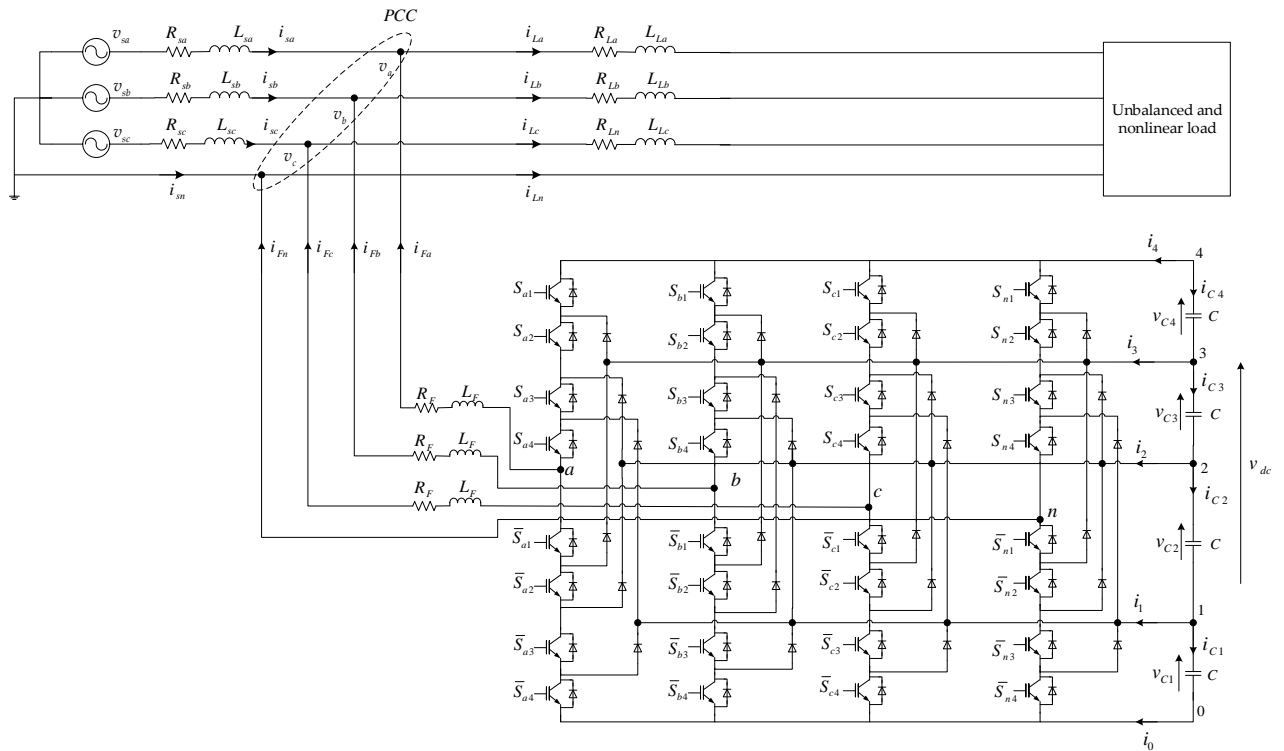 PCC
v_sa R_sa L_sa i_sa i_La R_La L_La
v_a
v_sb R_sb L_sb i_sb i_Lb R_Lb L_Lb
v_b
v_sc R_sc L_sc i_sc i_Lc R_Ln L_Lc
v_c
i_sn i_Ln
Unbalanced and
nonlinear load
i_Fn i_Fc i_Fb i_Fa
i_4 4
S_a1 S_b1 S_c1 S_n1
i_C4
v_C4 C
S_a2 S_b2 S_c2 S_n2
i_3 3
i_C3
S_a3 S_b3 S_c3 S_n3
v_C3 C
R_F L_F
S_a4 S_b4 S_c4 S_n4
R_F L_F
i_2 2
v_dc
a
R_F L_F
b
c
i_C2
n
S̅_a1 S̅_b1 S̅_c1 S̅_n1
v_C2 C
S̅_a2 S̅_b2 S̅_c2 S̅_n2
i_1 1
i_C1
S̅_a3 S̅_b3 S̅_c3 S̅_n3
v_C1 C
S̅_a4 S̅_b4 S̅_c4 S̅_n4
0
i_0